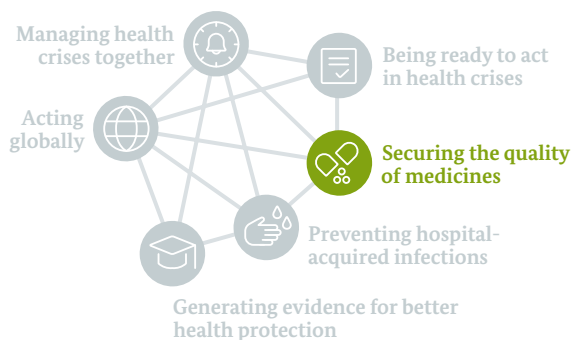 Managing health
crises together
Being ready to act
in health crises
Acting
globally
Securing the quality
of medicines
Preventing hospital-
acquired infections
Generating evidence for better
health protection